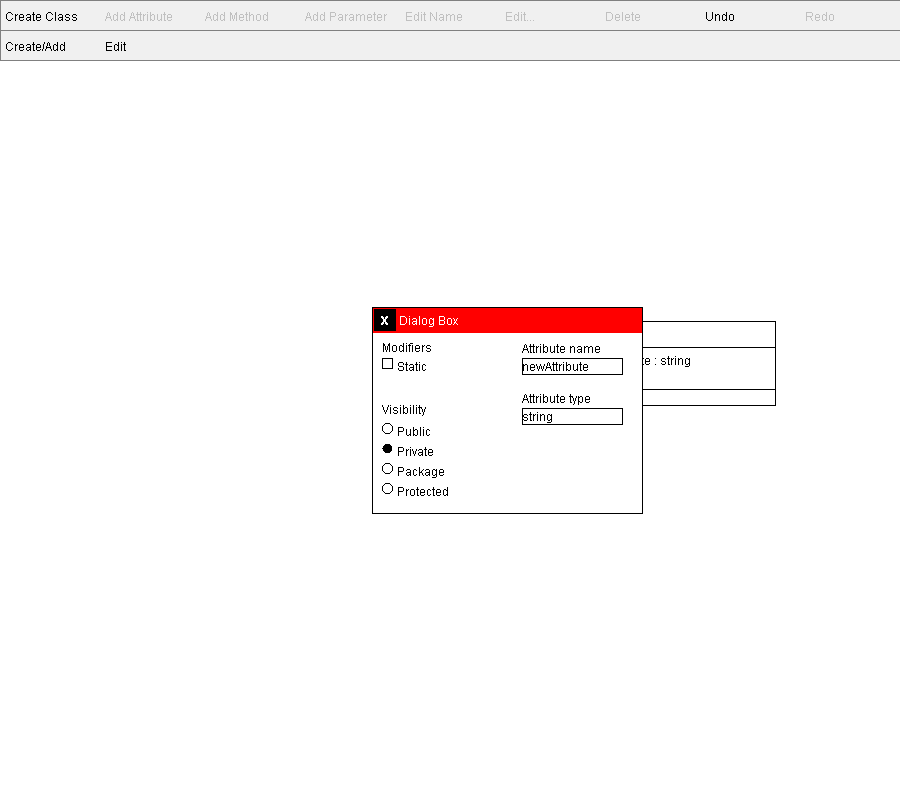 Create Class Add Attribute Add Method Add Parameter Edit Name Edit... Delete Undo Redo
Create/Add Edit
X Dialog Box
Modifiers
Static
Visibility
Public
Private
Package
Protected
Attribute name
newAttribute
Attribute type
string
te : string